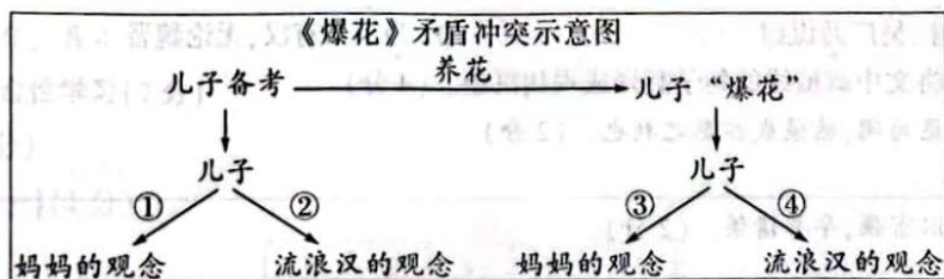 《爆花》矛盾冲突示意图
养花
儿子备考 儿子“爆花”
儿子 儿子
① ② ③ ④
妈妈的观念 流浪汉的观念 妈妈的观念 流浪汉的观念